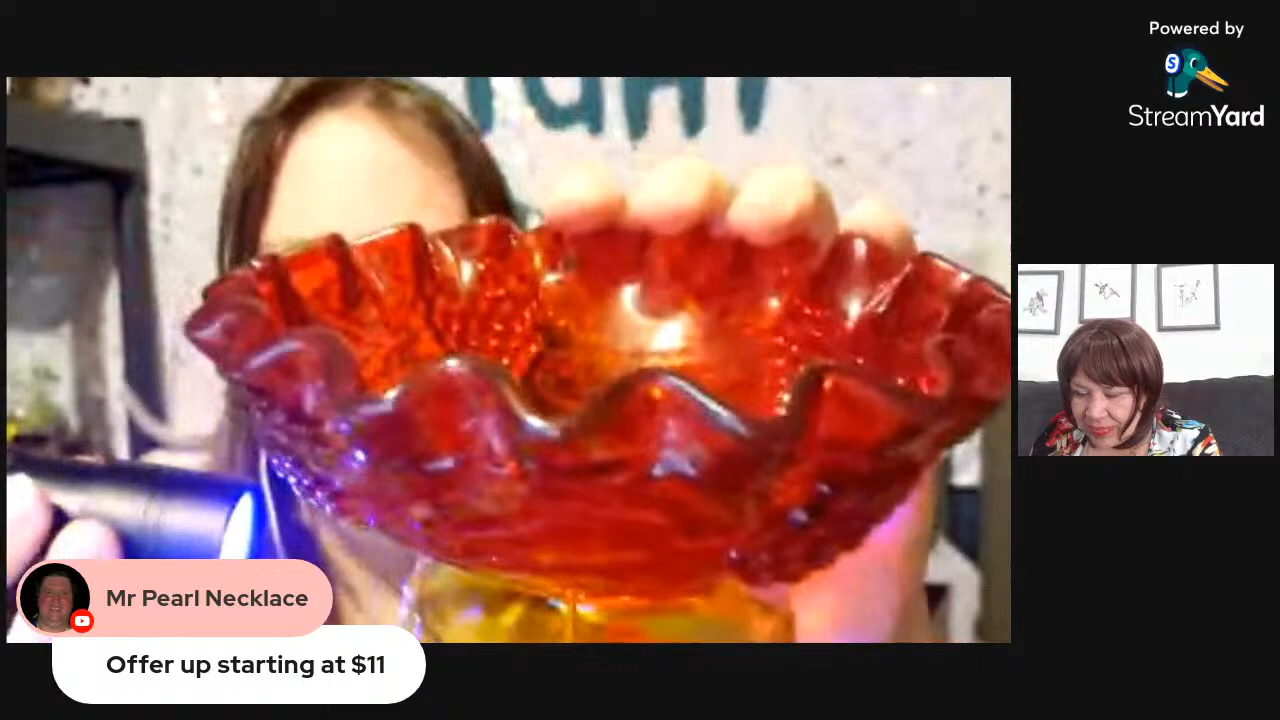 Powered by
S
StreamYard
Mr Pearl Necklace
Offer up starting at $11